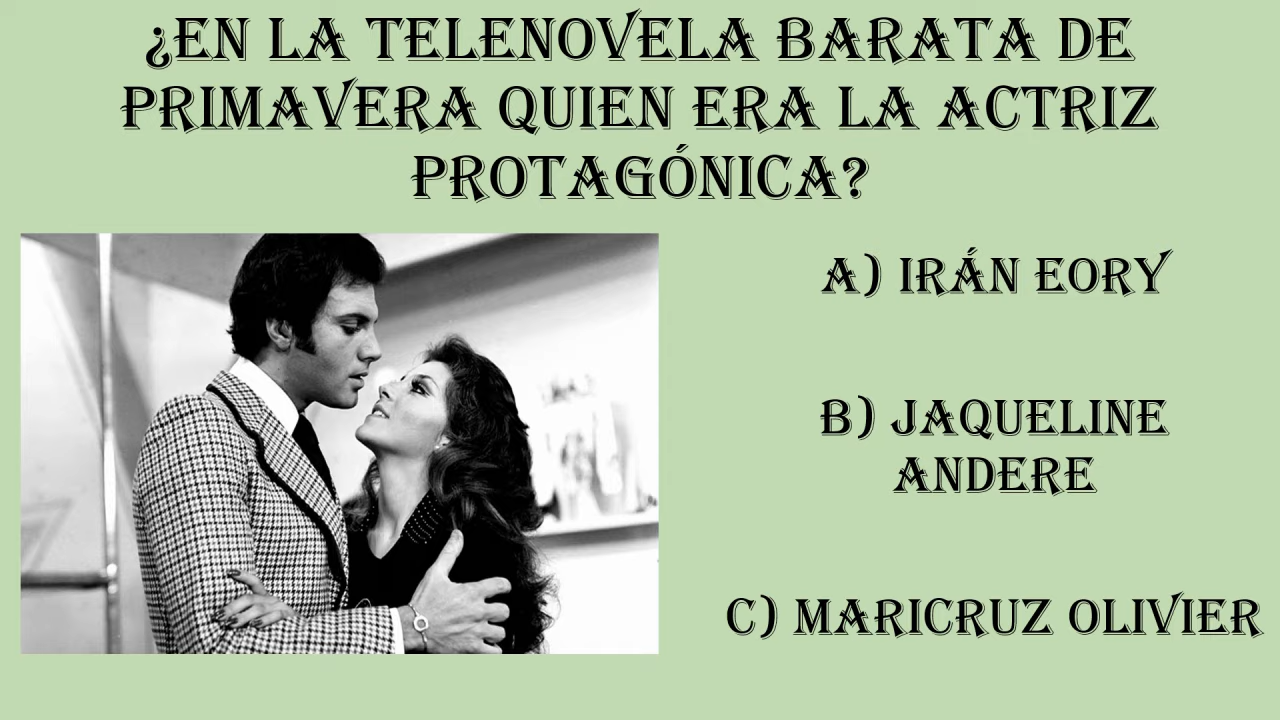 ¿EN LA TELENOVELA BARATA DE
PRIMAVERA QUIEN ERA LA ACTRIZ
PROTAGÓNICA?
A) IRÁN EORY
B) JAQUELINE
ANDERE
C) MARICRUZ OLIVIER